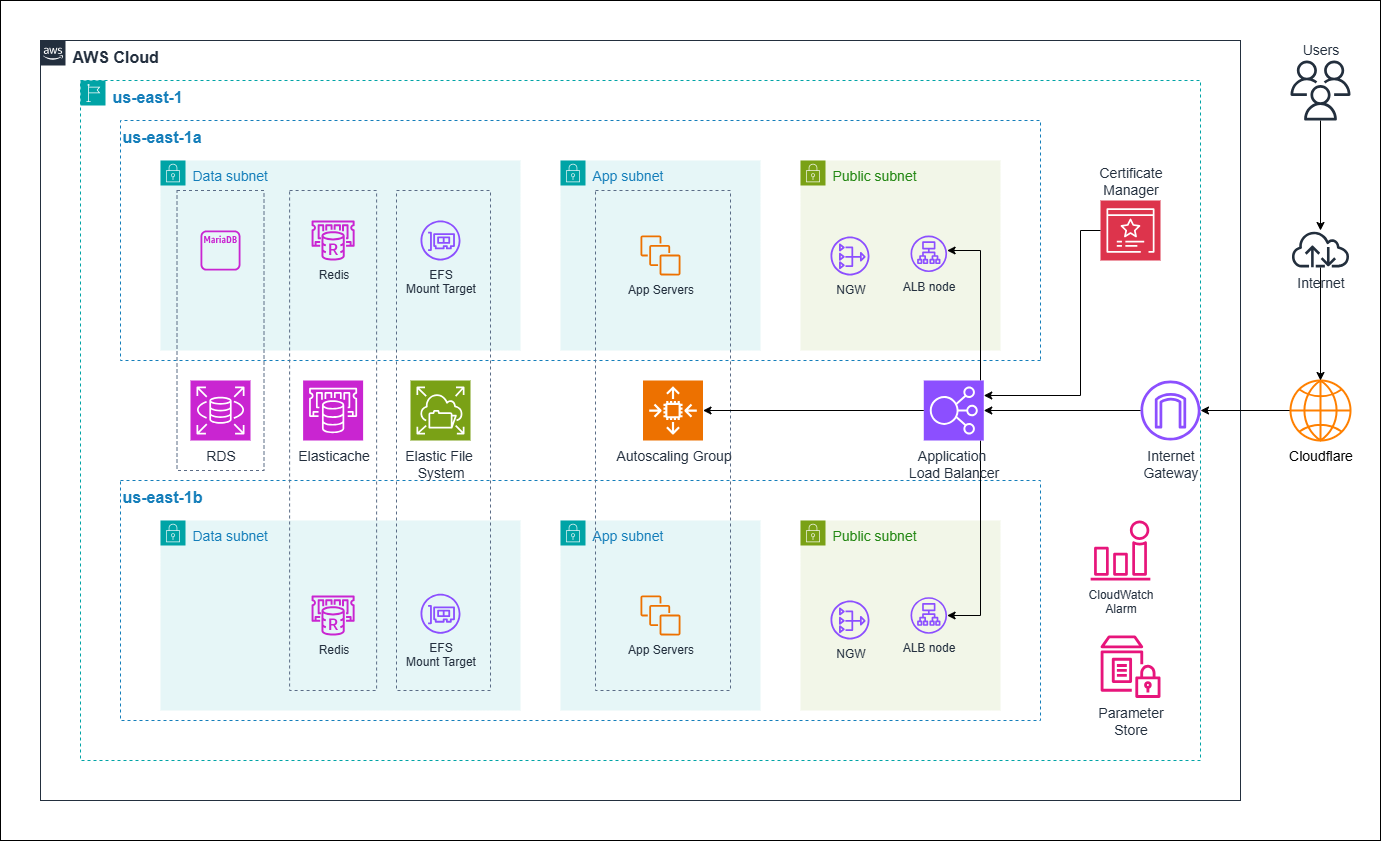 aws
AWS Cloud
Users
us-east-1
us-east-1a
Data subnet
App subnet
Public subnet
Certificate
Manager
MariaDB
R
Redis
EFS
Mount Target
App Servers
NGW
ALB node
Internet
RDS
Elasticache
Elastic File
System
Autoscaling Group
Application
Load Balancer
Internet
Gateway
Cloudflare
us-east-1b
Data subnet
App subnet
Public subnet
R
Redis
EFS
Mount Target
App Servers
NGW
ALB node
CloudWatch
Alarm
Parameter
Store